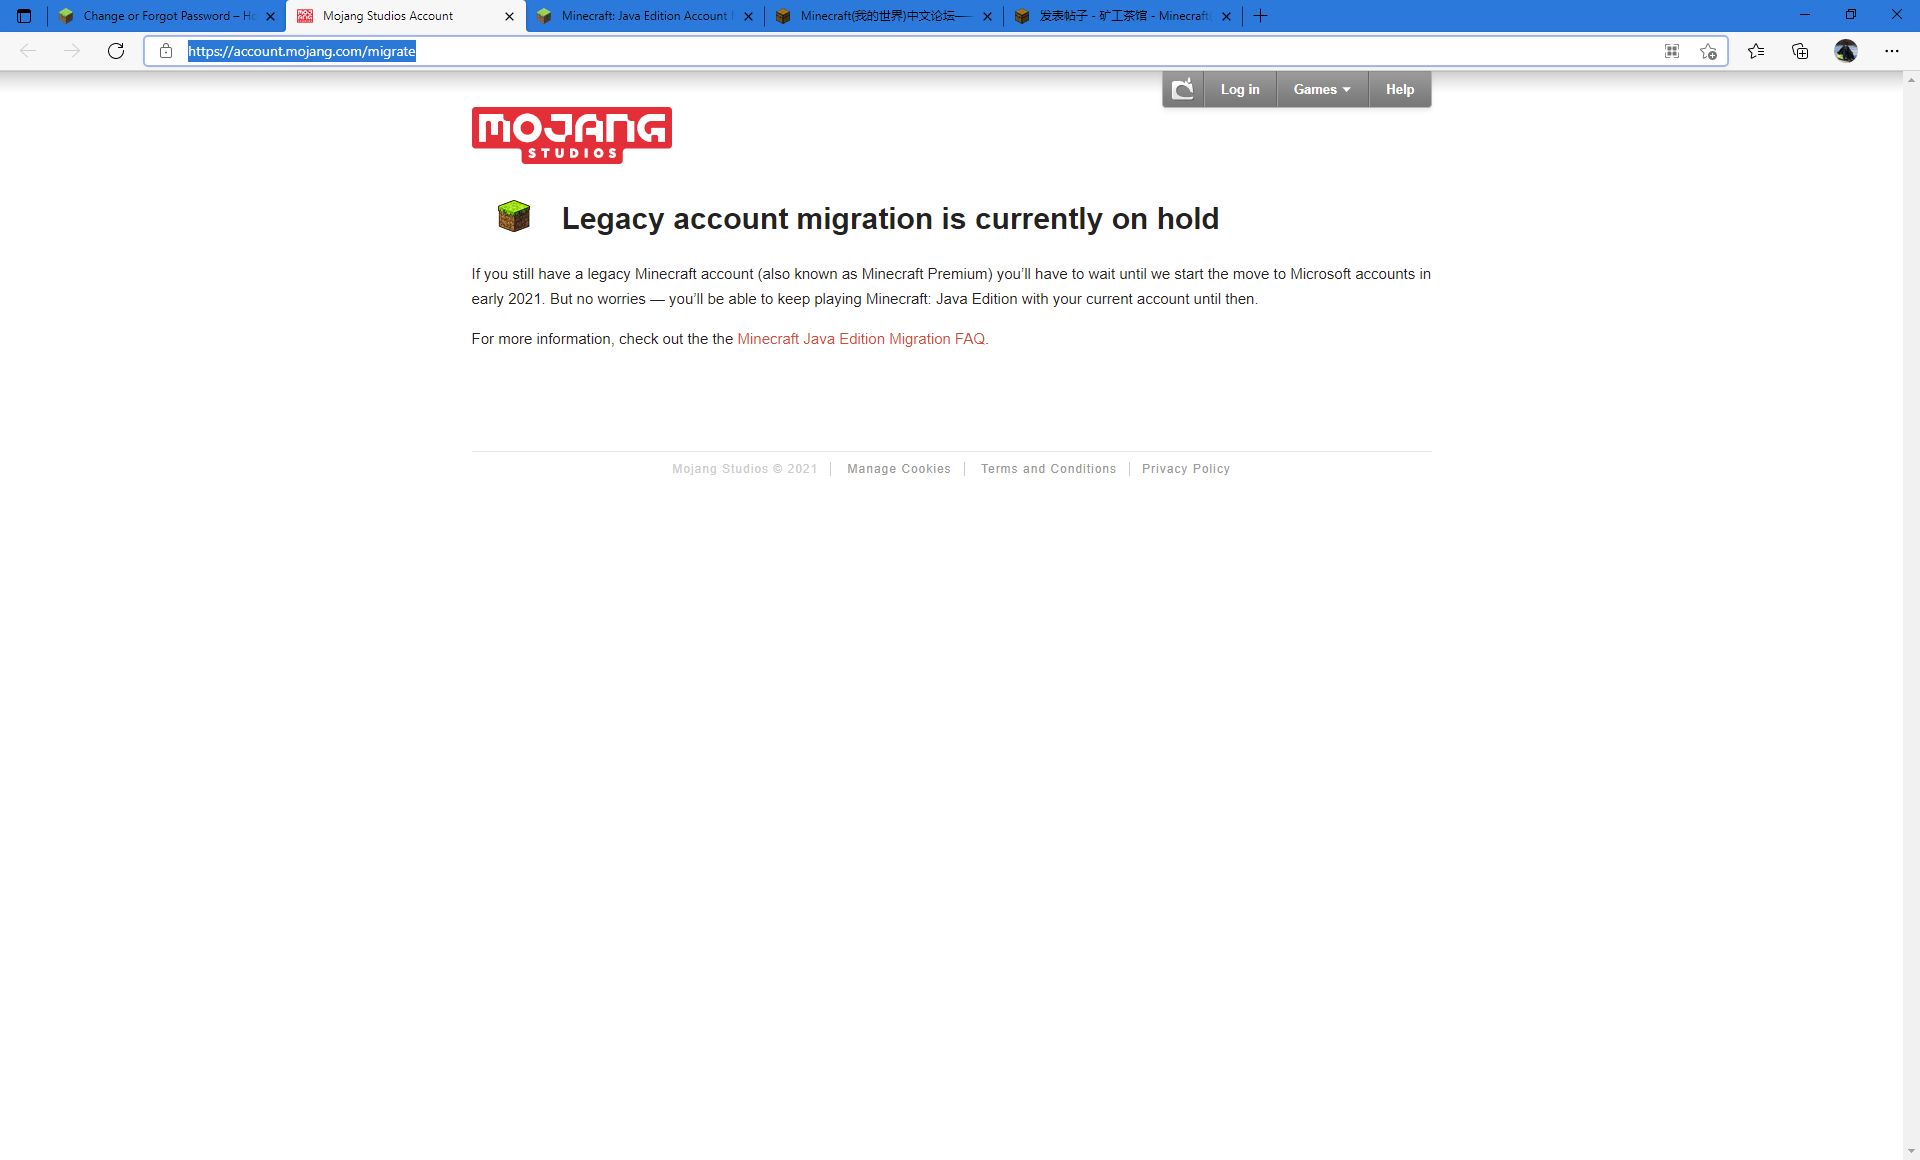 Change or Forgot Password – Ho
Mojang Studios Account
Minecraft: Java Edition Account
Minecraft(我的世界)中文论坛——
发表帖子 - 矿工茶馆 - Minecraft(
https://account.mojang.com/migrate
Log in
Games
Help
MOJANG
STUDIOS
Legacy account migration is currently on hold
If you still have a legacy Minecraft account (also known as Minecraft Premium) you’ll have to wait until we start the move to Microsoft accounts in
early 2021. But no worries — you’ll be able to keep playing Minecraft: Java Edition with your current account until then.
For more information, check out the the Minecraft Java Edition Migration FAQ.
Mojang Studios © 2021
Manage Cookies
Terms and Conditions
Privacy Policy